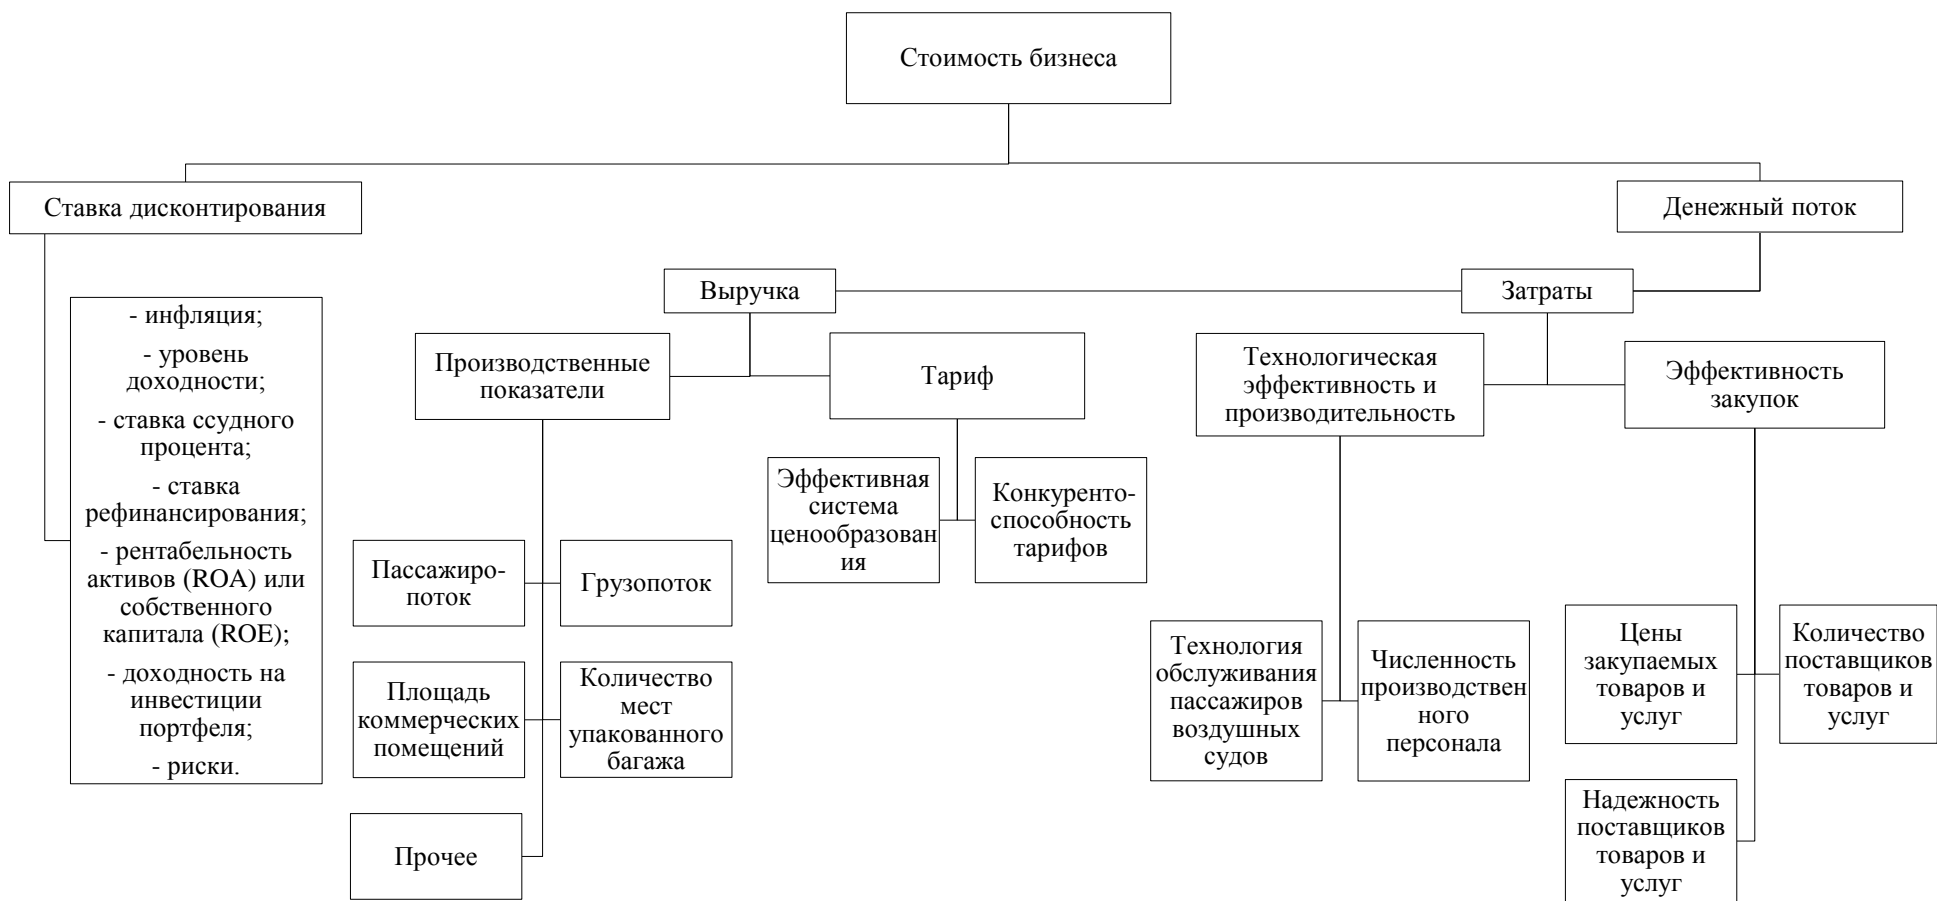 Стоимость бизнеса
Ставка дисконтирования
Денежный поток
Выручка
Затраты
- инфляция;
- уровень
доходности;
- ставка ссудного
процента;
- ставка
рефинансирования;
- рентабельность
активов (ROA) или
собственного
капитала (ROE);
- доходность на
инвестиции
портфеля;
- риски.
Производственные
показатели
Тариф
Технологическая
эффективность и
производительность
Эффективность
закупок
Эффективная
система
ценообразован
ия
Конкуренто-
способность
тарифов
Пассажиро-
поток
Грузопоток
Площадь
коммерческих
помещений
Количество
мест
упакованного
багажа
Прочее
Технология
обслуживания
пассажиров
воздушных
судов
Численность
производствен
ного
персонала
Цены
закупаемых
товаров и
услуг
Количество
поставщиков
товаров и
услуг
Надежность
поставщиков
товаров и
услуг